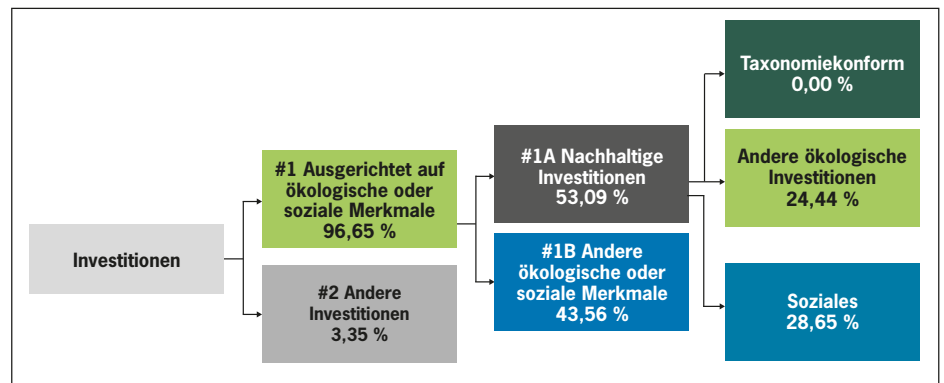 Investitionen
#1 Ausgerichtet auf
ökologische oder
soziale Merkmale
96,65 %
#2 Andere
Investitionen
3,35 %
#1A Nachhaltige
Investitionen
53,09 %
#1B Andere
ökologische oder
soziale Merkmale
43,56 %
Taxonomiekonform
0,00 %
Andere ökologische
Investitionen
24,44 %
Soziales
28,65 %